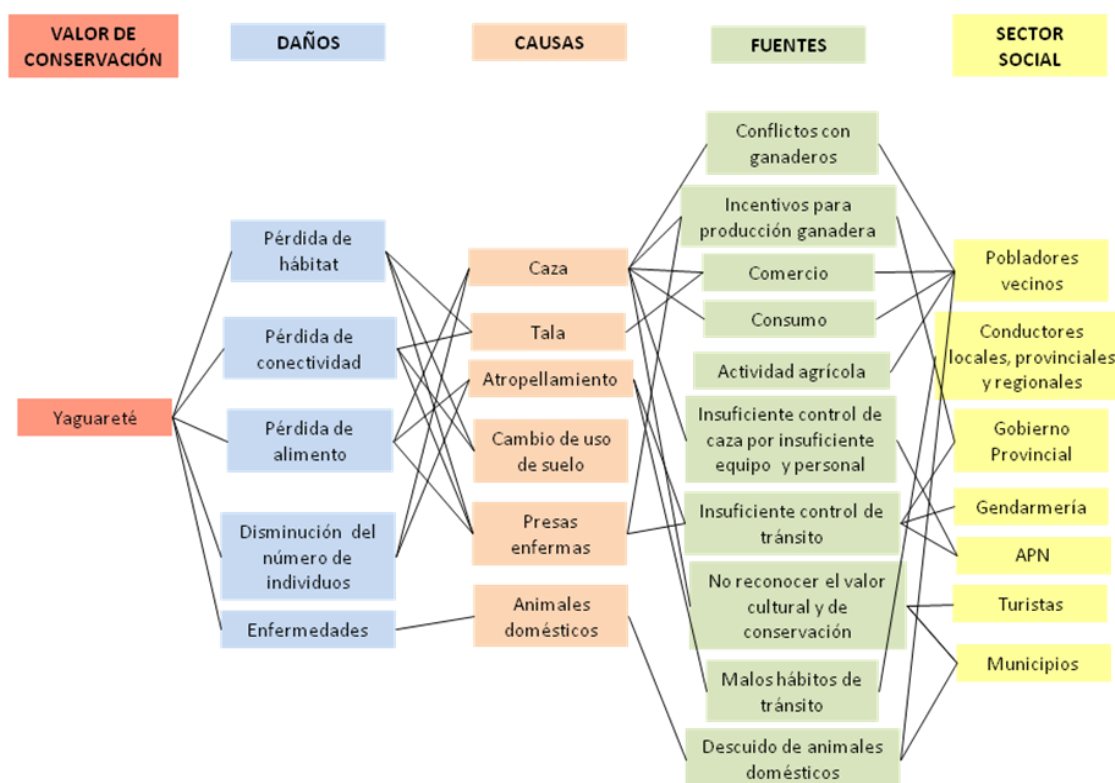 VALOR DE
CONSERVACIÓN
DAÑOS
CAUSAS
FUENTES
SECTOR
SOCIAL
Yaguareté
Pérdida de
hábitat
Pérdida de
conectividad
Pérdida de
alimento
Disminución del
número de
individuos
Enfermedades
Caza
Tala
Atropellamiento
Cambio de uso
de suelo
Presas
enfermas
Animales
domésticos
Conflictos con
ganaderos
Incentivos para
producción ganadera
Comercio
Consumo
Actividad agrícola
Insuficiente control de
caza por insuficiente
equipo y personal
Insuficiente control de
tránsito
No reconocer el valor
cultural y de
conservación
Malos hábitos de
tránsito
Descuido de animales
domésticos
Pobladores
vecinos
Conductores
locales, provinciales
y regionales
Gobierno
Provincial
Gendarmería
APN
Turistas
Municipios